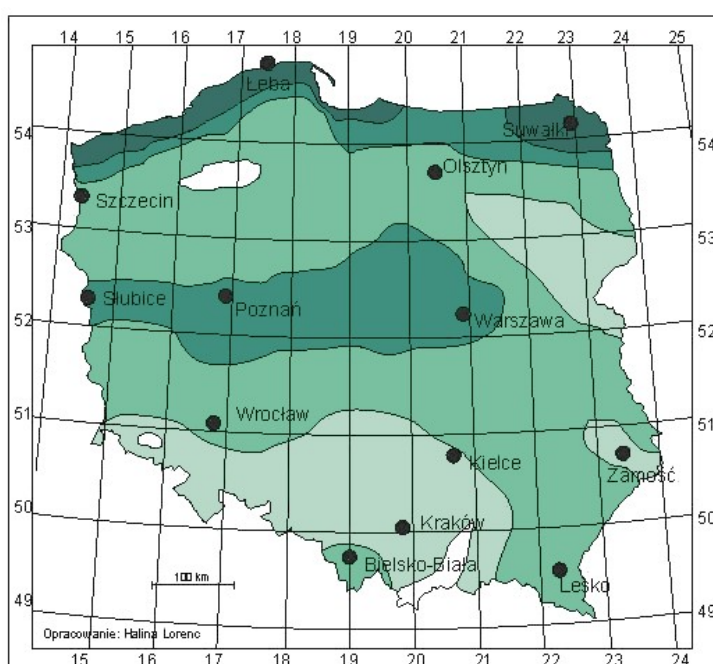 14 15 16 17 18 19 20 21 22 23 24
Łeba
54 Suwałki 54
Olsztyn
Szczecin
53 53
Słubice Poznań
52 Warszawa 52
51 Wrocław 51
Kielce
Zamość
50 Kraków 50
Bielsko-Biała
100 km Lesko
49 49
Opracowanie: Halina Lorenc
15 16 17 18 19 20 21 22 23 24